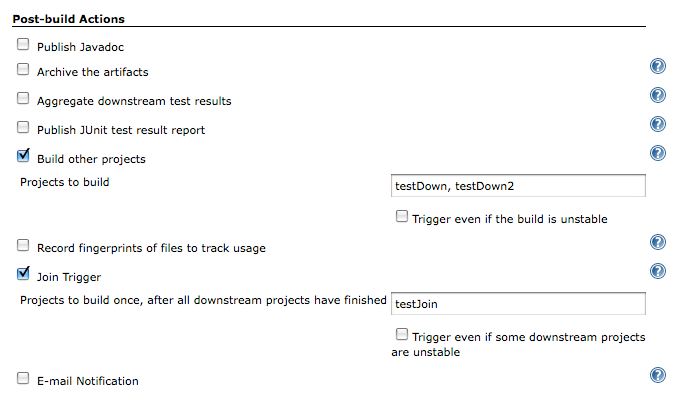 Post-build Actions
Publish Javadoc
Archive the artifacts
Aggregate downstream test results
Publish JUnit test result report
Build other projects
Projects to build
testDown, testDown2
Trigger even if the build is unstable
Record fingerprints of files to track usage
Join Trigger
Projects to build once, after all downstream projects have finished
testJoin
Trigger even if some downstream projects
are unstable
E-mail Notification